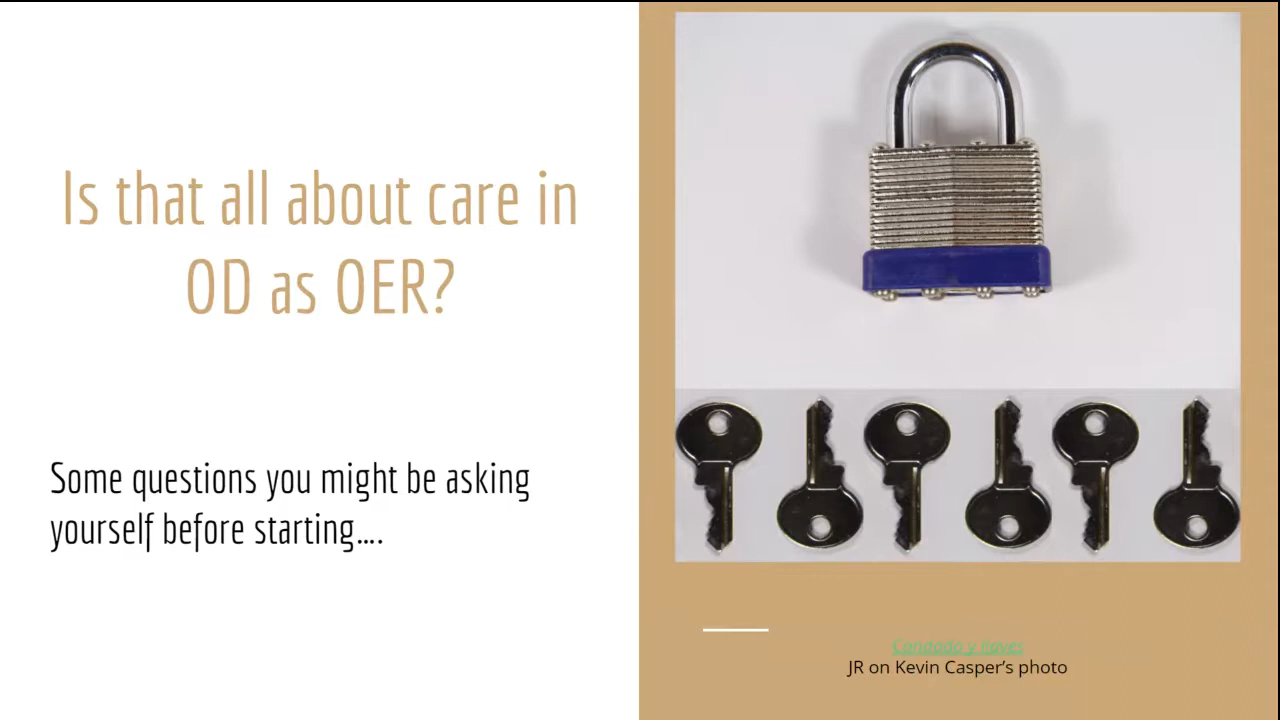 Is that all about care in
OD as OER?
Some questions you might be asking
yourself before starting....
Candado y llaves
JR on Kevin Casper's photo